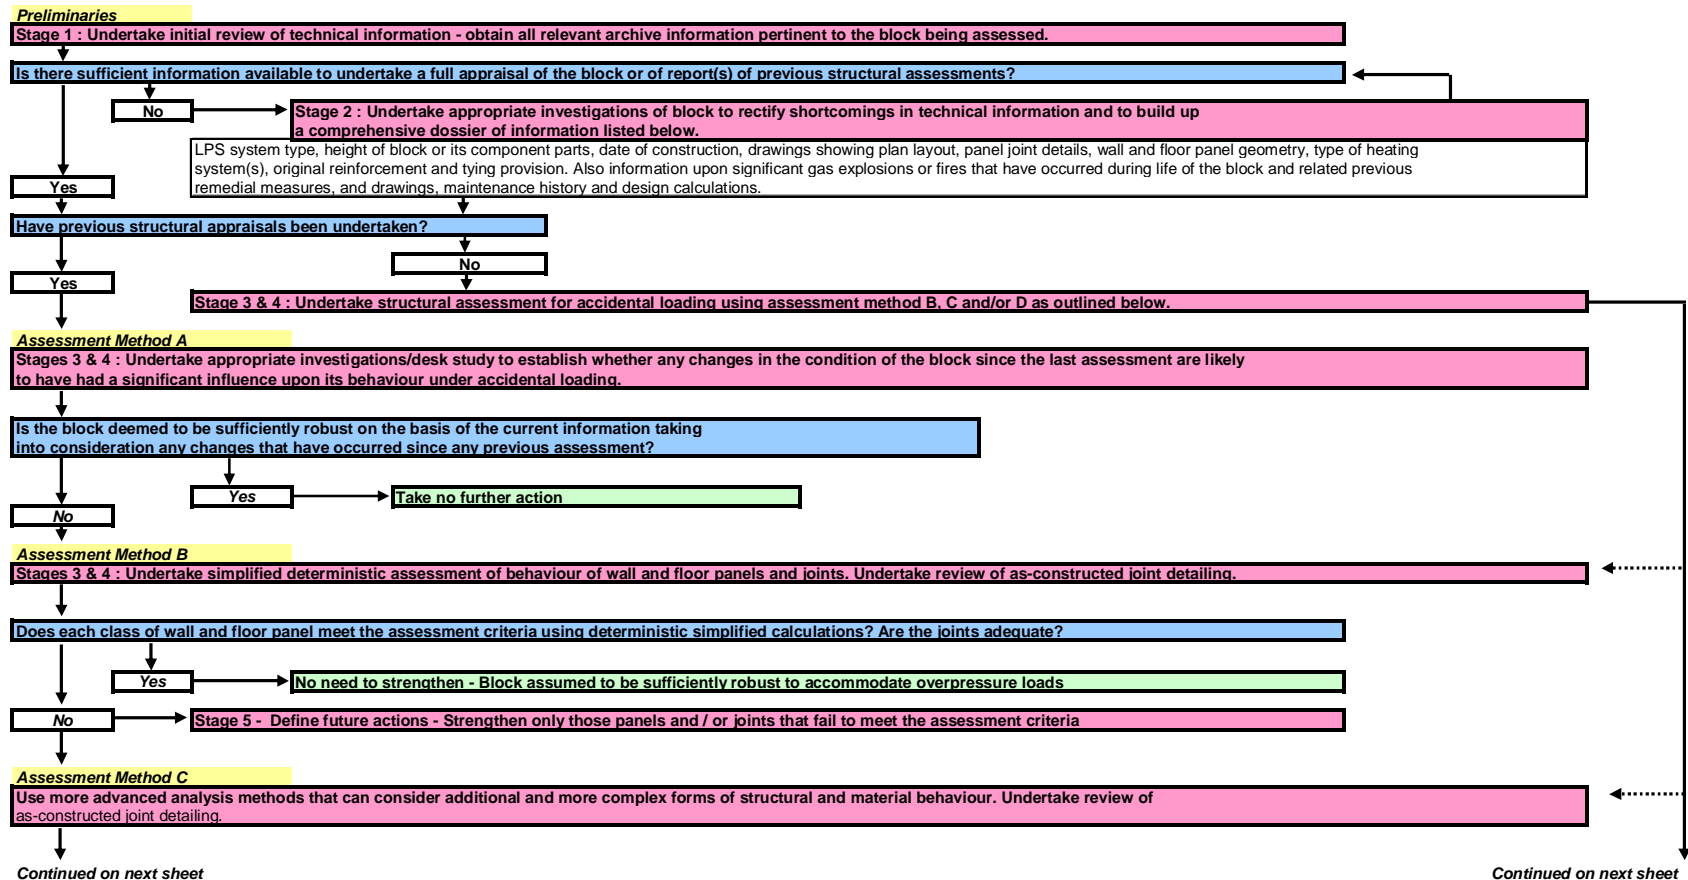 Preliminaries
Stage 1 : Undertake initial review of technical information - obtain all relevant archive information pertinent to the block being assessed.
Is there sufficient information available to undertake a full appraisal of the block or of report(s) of previous structural assessments?
No
Stage 2 : Undertake appropriate investigations of block to rectify shortcomings in technical information and to build up
a comprehensive dossier of information listed below.
LPS system type, height of block or its component parts, date of construction, drawings showing plan layout, panel joint details, wall and floor panel geometry, type of heating
system(s), original reinforcement and tying provision. Also information upon significant gas explosions or fires that have occurred during life of the block and related previous
remedial measures, and drawings, maintenance history and design calculations.
Yes
Have previous structural appraisals been undertaken?
No
Yes
Stage 3 & 4 : Undertake structural assessment for accidental loading using assessment method B, C and/or D as outlined below.
Assessment Method A
Stages 3 & 4 : Undertake appropriate investigations/desk study to establish whether any changes in the condition of the block since the last assessment are likely
to have had a significant influence upon its behaviour under accidental loading.
Is the block deemed to be sufficiently robust on the basis of the current information taking
into consideration any changes that have occurred since any previous assessment?
Yes
Take no further action
No
Assessment Method B
Stages 3 & 4 : Undertake simplified deterministic assessment of behaviour of wall and floor panels and joints. Undertake review of as-constructed joint detailing.
Does each class of wall and floor panel meet the assessment criteria using deterministic simplified calculations? Are the joints adequate?
Yes
No need to strengthen - Block assumed to be sufficiently robust to accommodate overpressure loads
No
Stage 5 - Define future actions - Strengthen only those panels and / or joints that fail to meet the assessment criteria
Assessment Method C
Use more advanced analysis methods that can consider additional and more complex forms of structural and material behaviour. Undertake review of
as-constructed joint detailing.
Continued on next sheet
Continued on next sheet